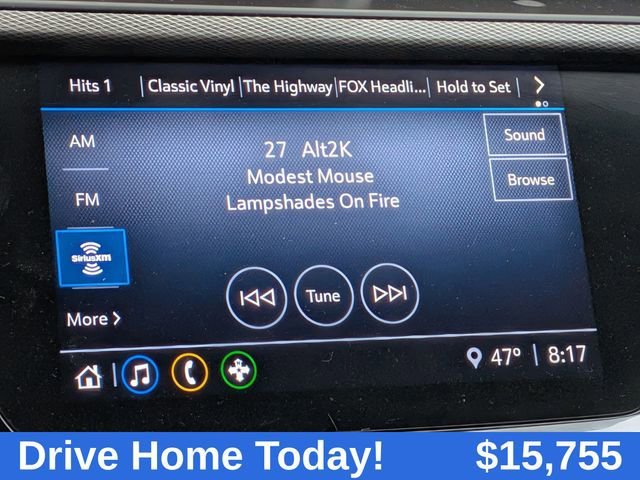 Hits 1 Classic Vinyl The Highway FOX Headli... Hold to Set
AM
27 Alt2K
Sound
Modest Mouse
Browse
FM
Lampshades On Fire
SiriusXM
Tune
More
47° 8:17
Drive Home Today! $15,755